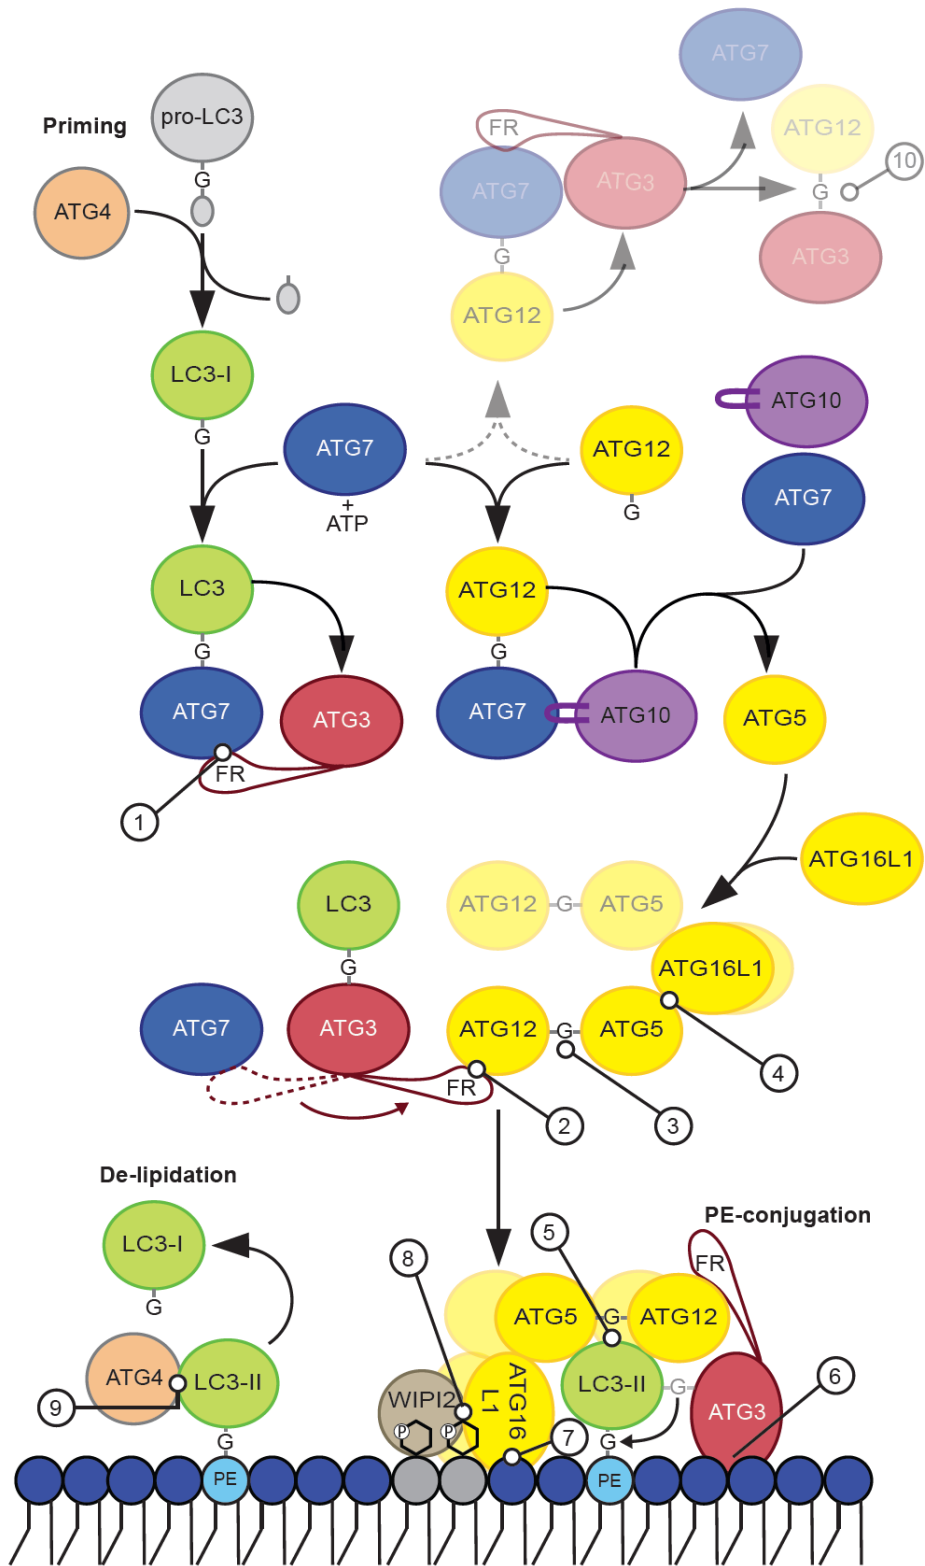 ATG7
pro-LC3
Priming
FR
ATG12
10
G
ATG3
ATG7
G
ATG4
G
ATG3
ATG12
LC3-I
ATG10
G
ATG7
ATG12
ATG7
+
ATP
G
LC3
ATG12
G
G
ATG7
ATG3
ATG7
ATG10
ATG5
FR
1
ATG16L1
LC3
ATG12
G
ATG5
G
ATG16L1
ATG7
ATG3
ATG12
G
ATG5
4
FR
2
3
De-lipidation
PE-conjugation
5
LC3-I
8
FR
G
ATG5
G
ATG12
ATG4
LC3-II
WIPI2
ATG16
L1
LC3-II
G
ATG3
6
9
P
P
7
G
G
PE
PE